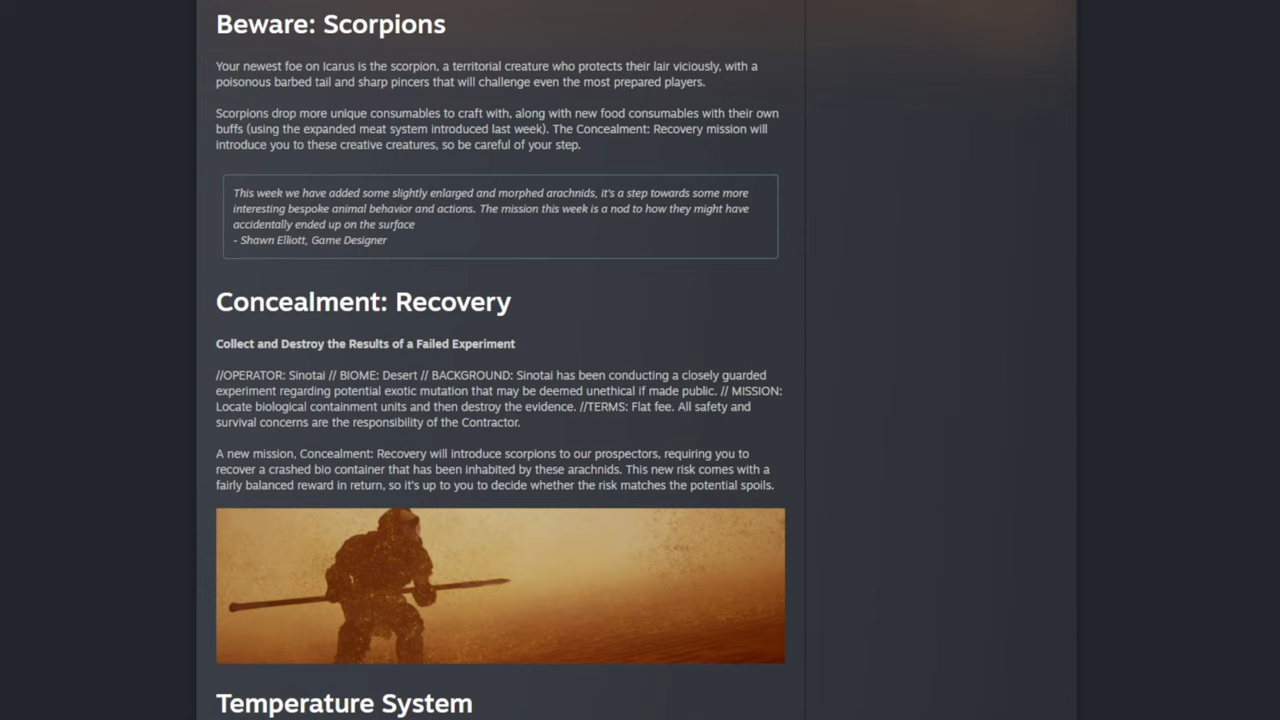 Beware: Scorpions
Your newest foe on Icarus is the scorpion, a territorial creature who protects their lair viciously, with a
poisonous barbed tail and sharp pincers that will challenge even the most prepared players.
Scorpions drop more unique consumables to craft with, along with new food consumables with their own
buffs (using the expanded meat system introduced last week). The Concealment: Recovery mission will
introduce you to these creative creatures, so be careful of your step.
This week we have added some slightly enlarged and morphed arachnids, it's a step towards some more
interesting bespoke animal behavior and actions. The mission this week is a nod to how they might have
accidentally ended up on the surface
- Shawn Elliott, Game Designer
Concealment: Recovery
Collect and Destroy the Results of a Failed Experiment
//OPERATOR: Sinotai // BIOME: Desert // BACKGROUND: Sinotai has been conducting a closely guarded
experiment regarding potential exotic mutation that may be deemed unethical if made public. // MISSION:
Locate biological containment units and then destroy the evidence. //TERMS: Flat fee. All safety and
survival concerns are the responsibility of the Contractor.
A new mission, Concealment: Recovery will introduce scorpions to our prospectors, requiring you to
recover a crashed bio container that has been inhabited by these arachnids. This new risk comes with a
fairly balanced reward in return, so it's up to you to decide whether the risk matches the potential spoils.
Temperature System